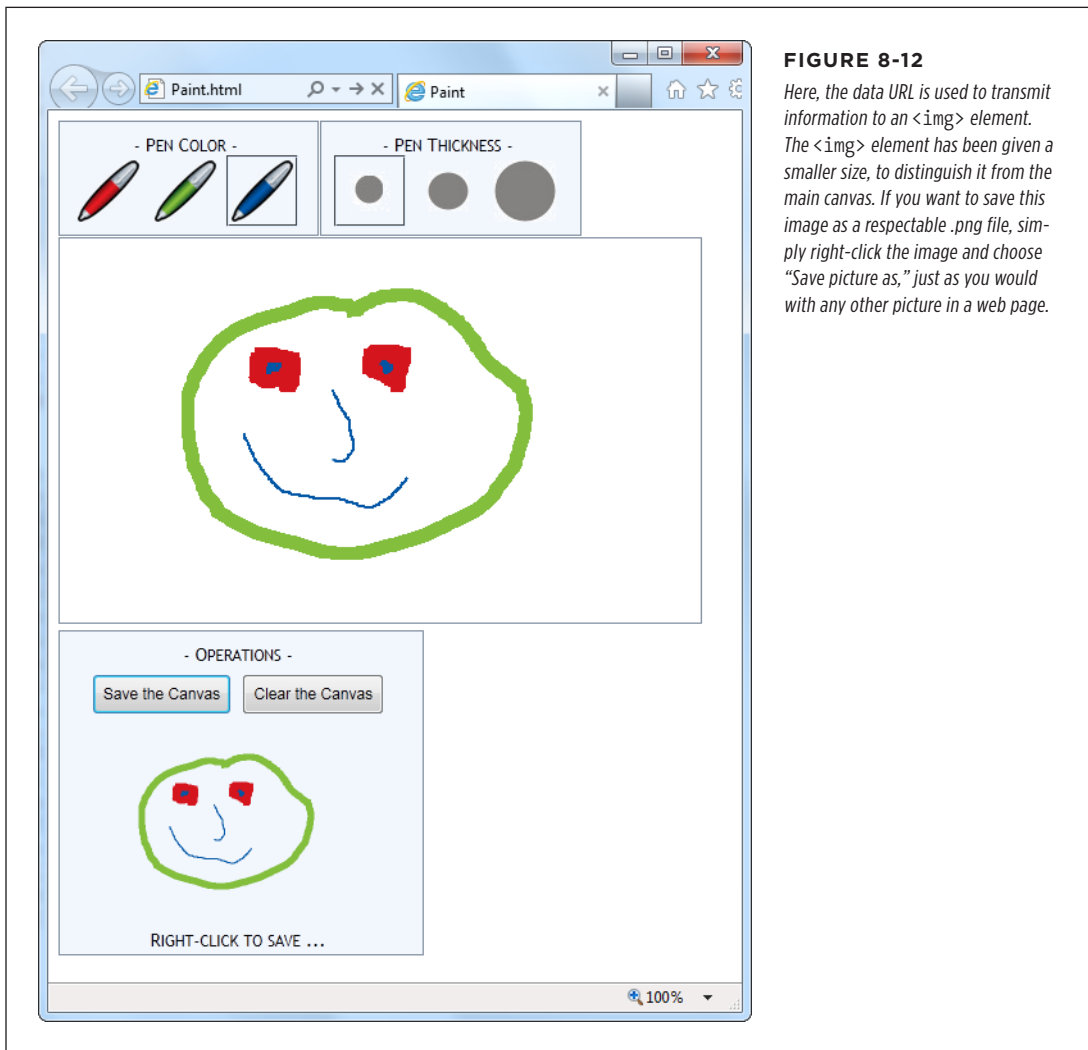 Paint.html
Paint
- PEN COLOR -
- PEN THICKNESS -
- OPERATIONS -
Save the Canvas
Clear the Canvas
RIGHT-CLICK TO SAVE ...
100%
FIGURE 8-12
Here, the data URL is used to transmit
information to an <img> element.
The <img> element has been given a
smaller size, to distinguish it from the
main canvas. If you want to save this
image as a respectable .png file, sim-
ply right-click the image and choose
“Save picture as,” just as you would
with any other picture in a web page.